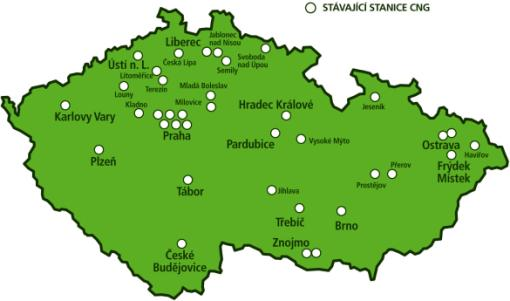 STÁVAJÍCÍ STANICE CNG
Jablonec
nad Nisou
Liberec
Svoboda
nad Úpou
Ústí n. L.
Česká Lípa
Semily
Litoměřice
Terezín
Mladá Boleslav
Louny
Kladno
Milovice
Hradec Králové
Jeseník
Karlovy Vary
Praha
Pardubice
Vysoké Mýto
Ostrava
Havířov
Plzeň
Frýdek
Místek
Přerov
Prostějov
Tábor
Jihlava
Třebíč
Brno
Znojmo
České
Budějovice